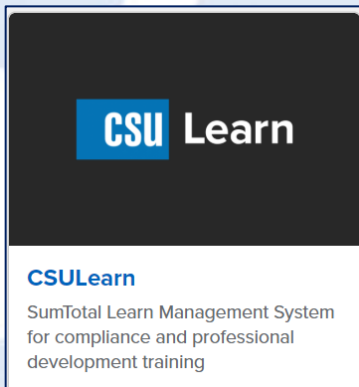 CSU Learn
CSULearn
SumTotal Learn Management System
for compliance and professional
development training